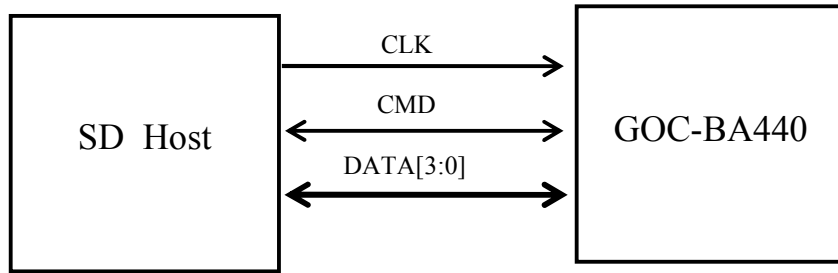 CLK
CMD
SD Host
GOC-BA440
DATA[3:0]